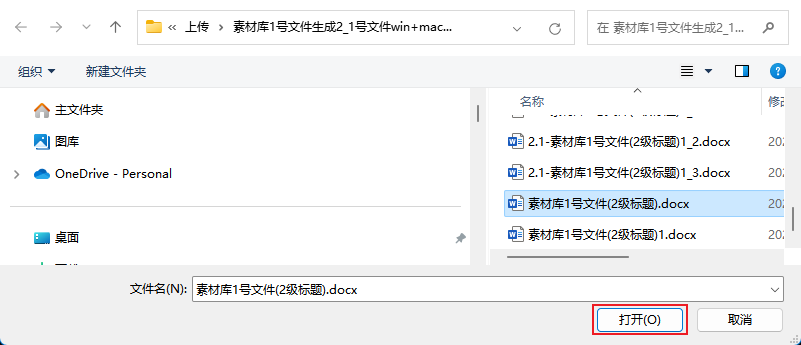 « 上传 › 素材库1号文件生成2_1号文件win+mac...
在 素材库1号文件生成2_1...
组织 新建文件夹
名称 修改
主文件夹
图库
OneDrive - Personal
桌面
2.1-素材库1号文件(2级标题)1_2.docx 202
2.1-素材库1号文件(2级标题)1_3.docx 202
素材库1号文件(2级标题).docx 202
素材库1号文件(2级标题)1.docx 202
文件名(N): 素材库1号文件(2级标题).docx
打开(O) 取消